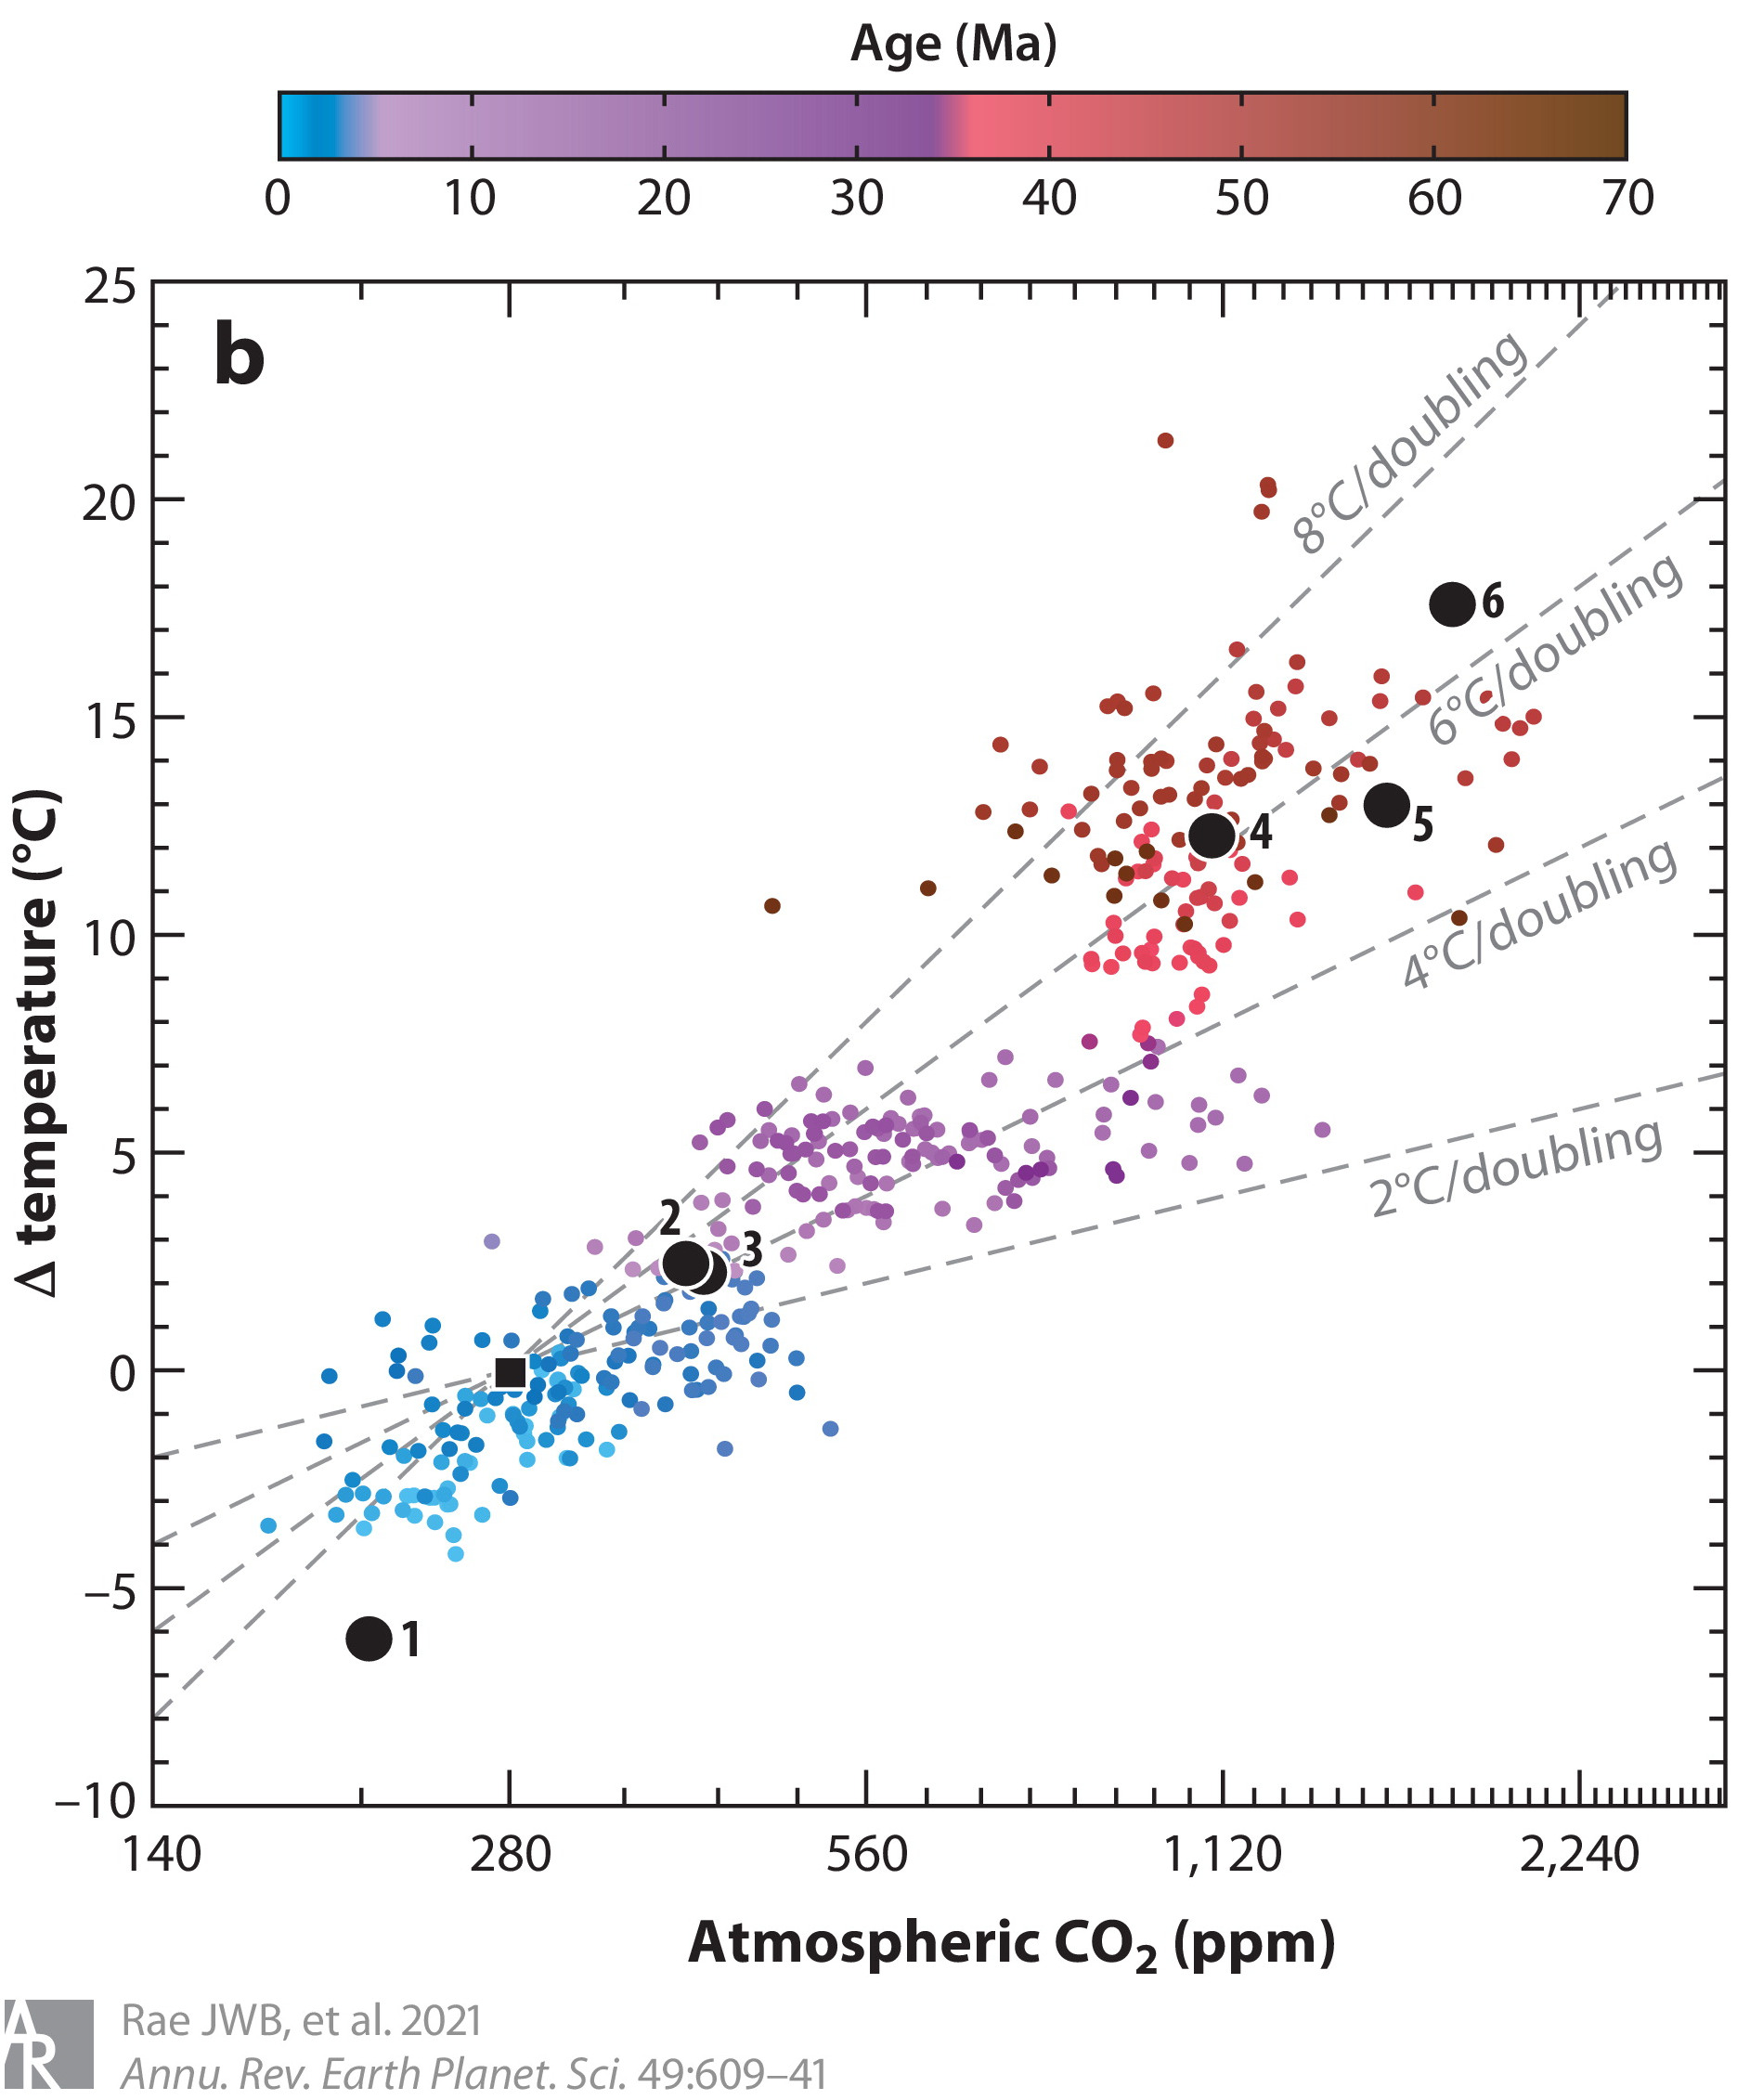 Age (Ma)
0 10 20 30 40 50 60 70
b
25
20
15
10
5
0
−5
−10
Δ temperature (°C)
8°C/doubling
6°C/doubling
4°C/doubling
2°C/doubling
6
5
4
2
3
1
140 280 560 1,120 2,240
Atmospheric CO₂ (ppm)
AR
Rae JWB, et al. 2021
Annu. Rev. Earth Planet. Sci. 49:609–41